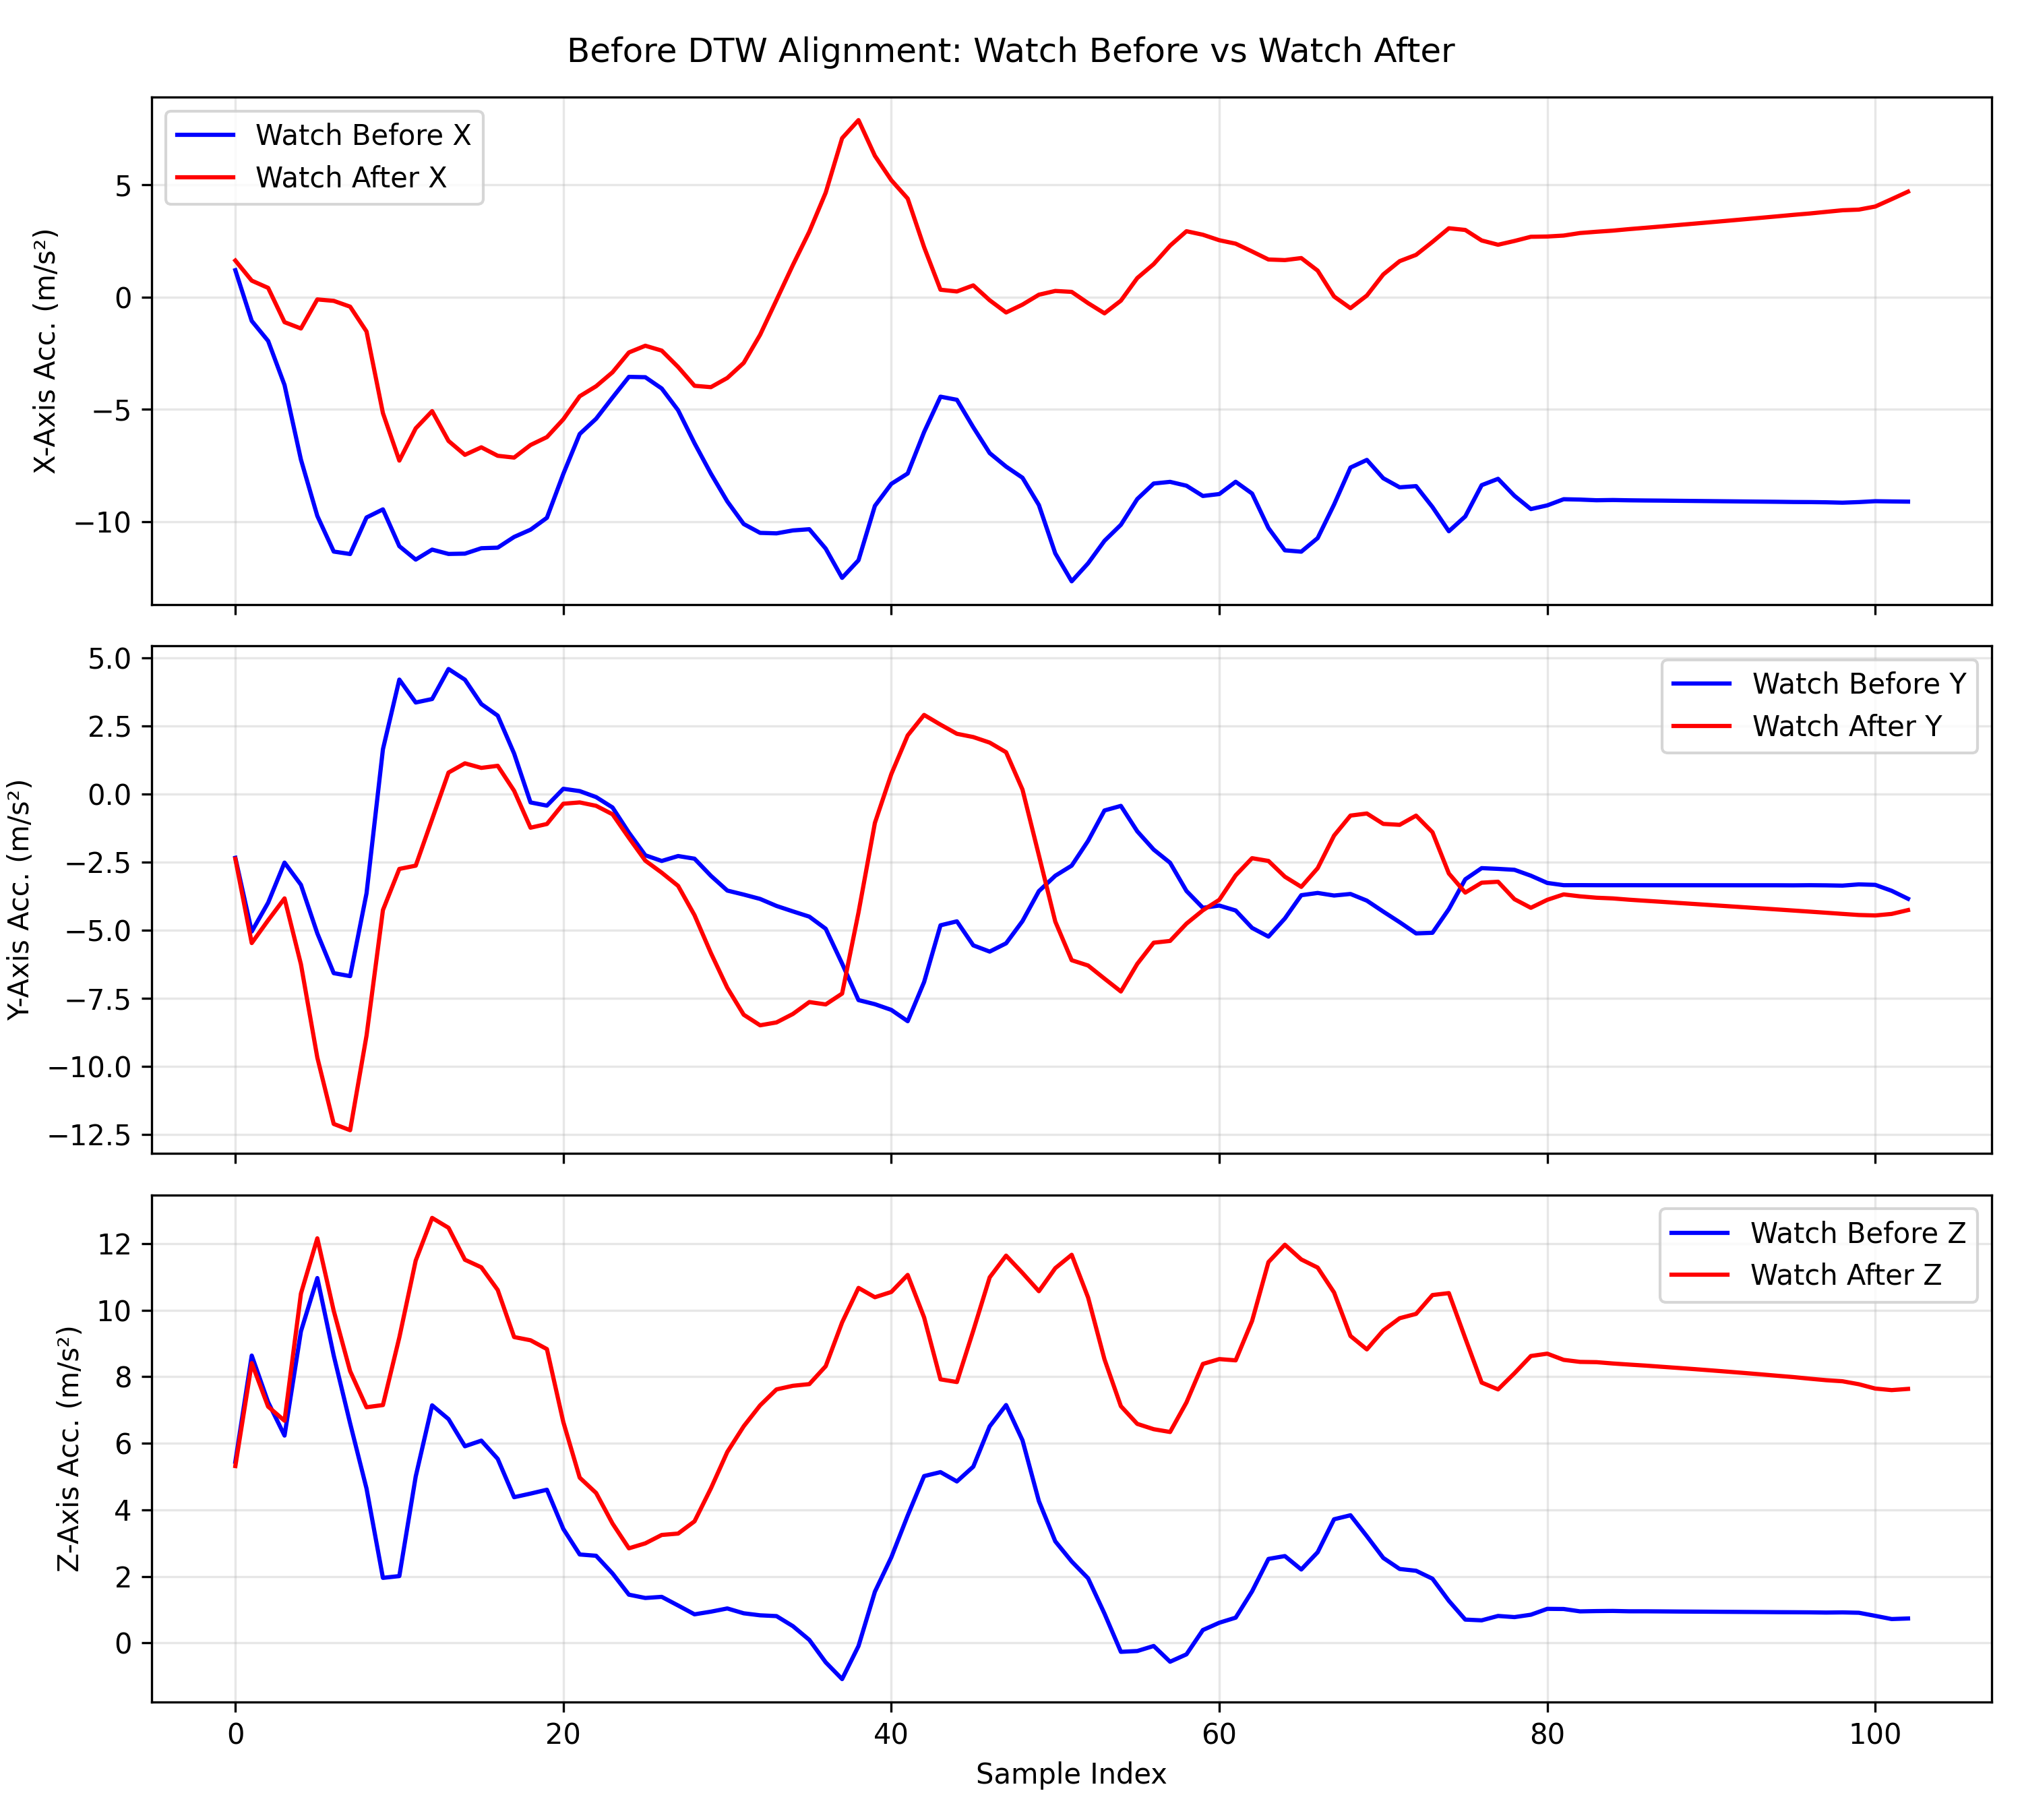 Before DTW Alignment: Watch Before vs Watch After
Watch Before X
Watch After X
X-Axis Acc. (m/s²)
5
0
−5
−10
Watch Before Y
Watch After Y
Y-Axis Acc. (m/s²)
5.0
2.5
0.0
−2.5
−5.0
−7.5
−10.0
−12.5
Watch Before Z
Watch After Z
Z-Axis Acc. (m/s²)
12
10
8
6
4
2
0
0 20 40 60 80 100
Sample Index